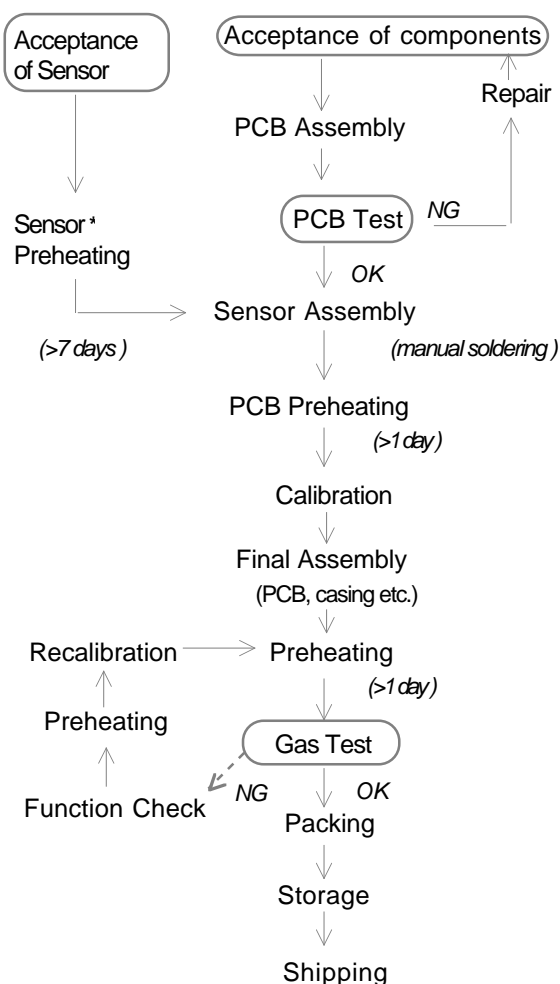 Acceptance
of Sensor
Acceptance of components
Repair
PCB Assembly
PCB Test
NG
Sensor*
Preheating
OK
Sensor Assembly
(>7 days)
(manual soldering)
PCB Preheating
(>1 day)
Calibration
Final Assembly
(PCB, casing etc.)
Recalibration
Preheating
(>1 day)
Preheating
Gas Test
Function Check
NG
OK
Packing
Storage
Shipping